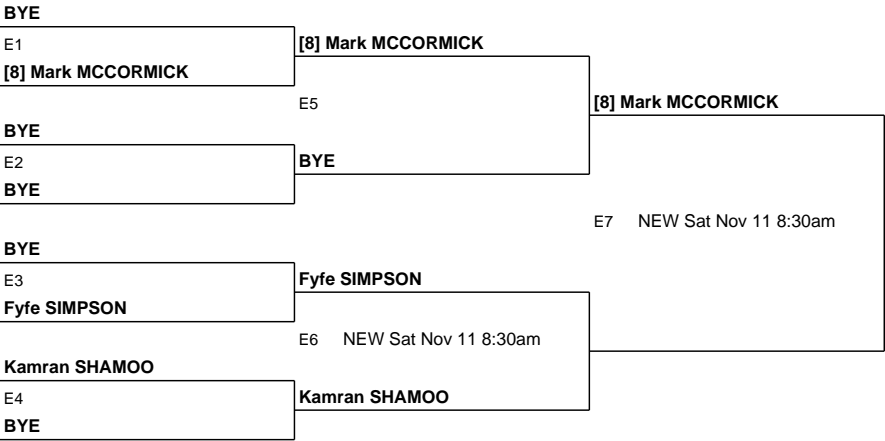 BYE
E1
[8] Mark MCCORMICK
[8] Mark MCCORMICK
E5
[8] Mark MCCORMICK
BYE
E2
BYE
BYE
E7 NEW Sat Nov 11 8:30am
BYE
E3
Fyfe SIMPSON
Fyfe SIMPSON
E6 NEW Sat Nov 11 8:30am
Kamran SHAMOO
E4
Kamran SHAMOO
BYE